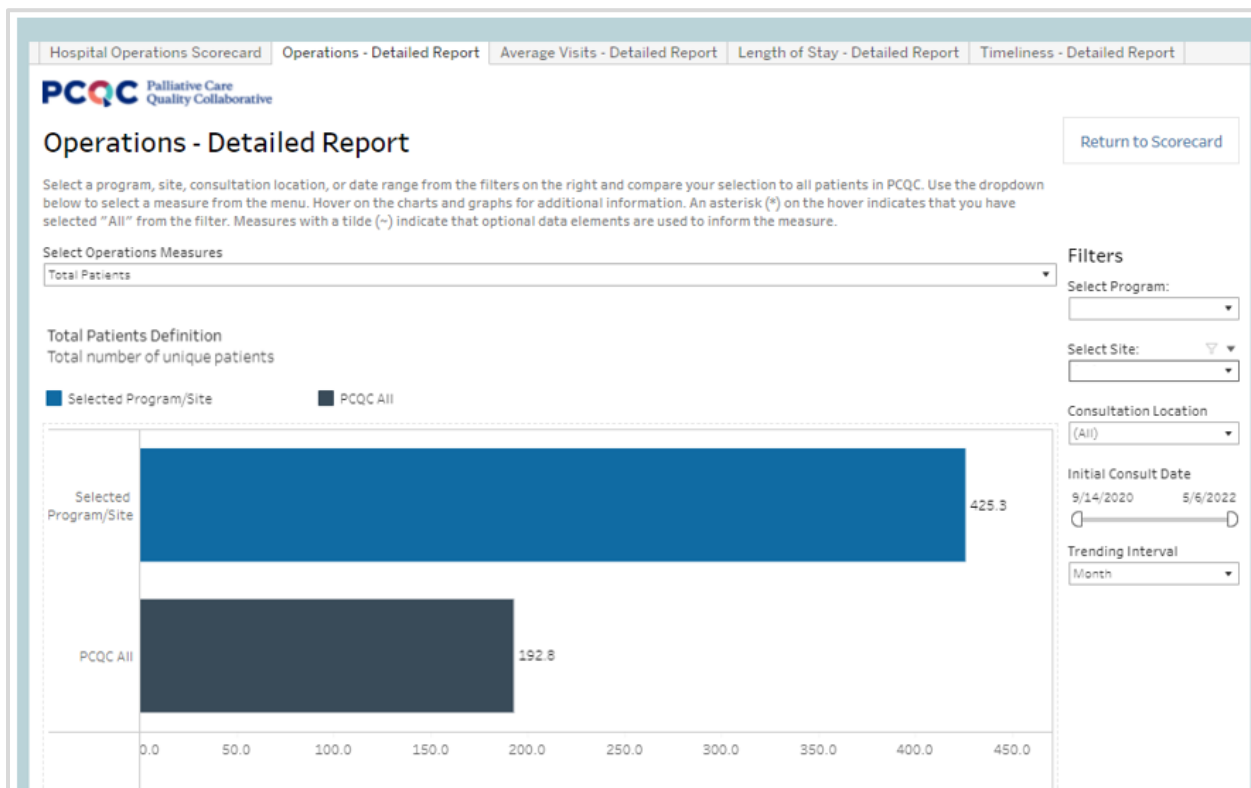 Hospital Operations Scorecard
Operations - Detailed Report
Average Visits - Detailed Report
Length of Stay - Detailed Report
Timeliness - Detailed Report
PCQC Palliative Care
Quality Collaborative
Operations - Detailed Report
Return to Scorecard
Select a program, site, consultation location, or date range from the filters on the right and compare your selection to all patients in PCQC. Use the dropdown
below to select a measure from the menu. Hover on the charts and graphs for additional information. An asterisk (*) on the hover indicates that you have
selected "All" from the filter. Measures with a tilde (~) indicate that optional data elements are used to inform the measure.
Select Operations Measures
Total Patients
Filters
Select Program:
Select Site:
Consultation Location
(All)
Initial Consult Date
9/14/2020 5/6/2022
Trending Interval
Month
Total Patients Definition
Total number of unique patients
Selected Program/Site
PCQC All
Selected
Program/Site
425.3
PCQC All
192.8
0.0 50.0 100.0 150.0 200.0 250.0 300.0 350.0 400.0 450.0